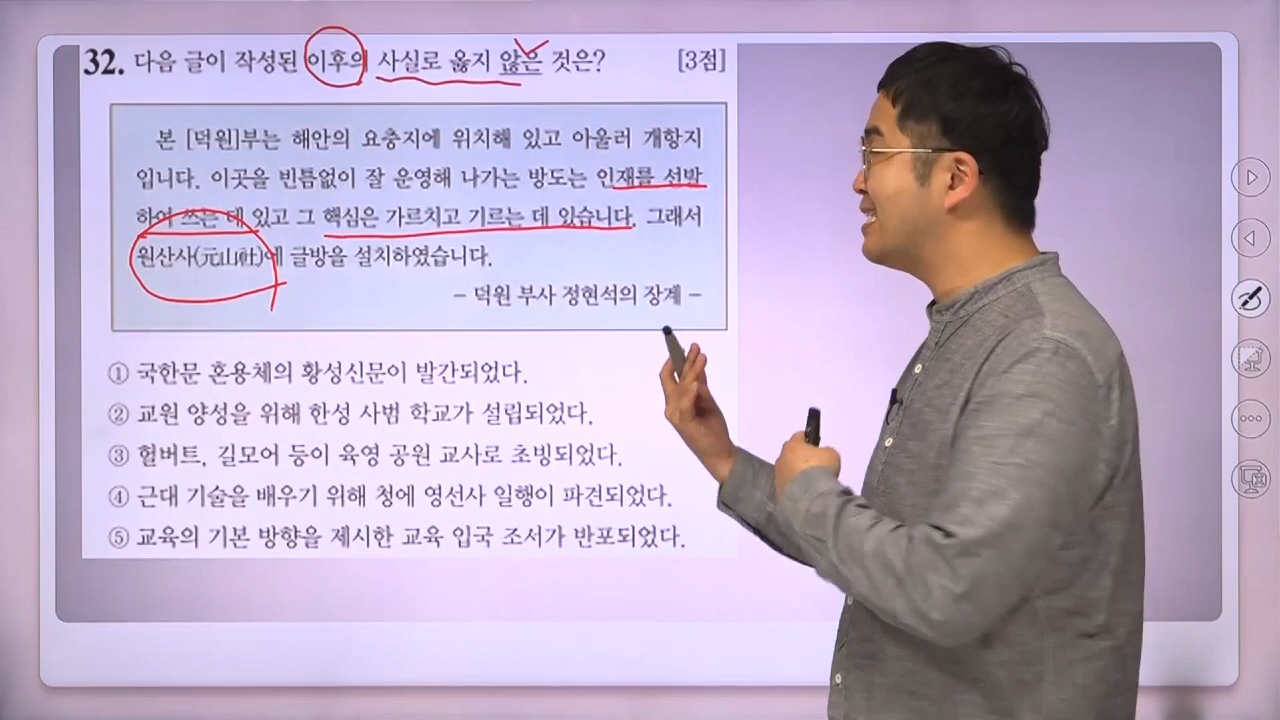 32. 다음 글이 작성된 이후의 사실로 옳지 않은 것은? [3점]
본 [덕원]부는 해안의 요충지에 위치해 있고 아울러 개항지
입니다. 이곳을 빈틈없이 잘 운영해 나가는 방도는 인재를 선발
하여 쓰는 데 있고 그 핵심은 가르치고 기르는 데 있습니다. 그래서
원산사(元山社)에 글방을 설치하였습니다.
- 덕원 부사 정현석의 장계 -
① 국한문 혼용체의 황성신문이 발간되었다.
② 교원 양성을 위해 한성 사범 학교가 설립되었다.
③ 헐버트, 길모어 등이 육영 공원 교사로 초빙되었다.
④ 근대 기술을 배우기 위해 청에 영선사 일행이 파견되었다.
⑤ 교육의 기본 방향을 제시한 교육 입국 조서가 반포되었다.